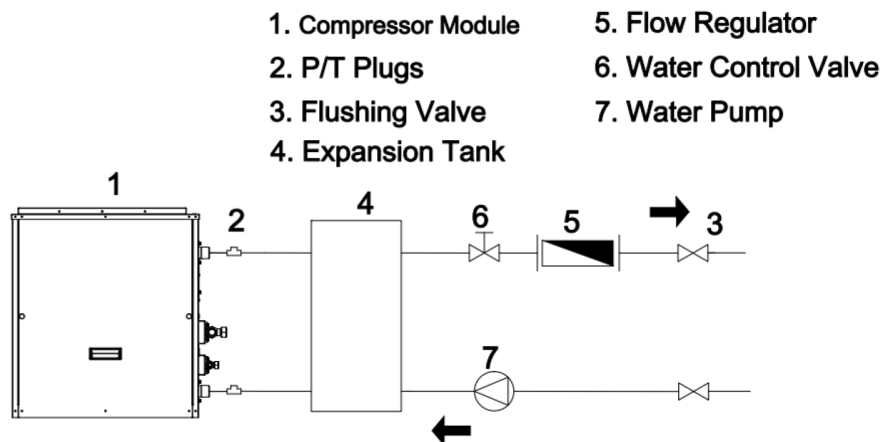 1. Compressor Module
2. P/T Plugs
3. Flushing Valve
4. Expansion Tank
5. Flow Regulator
6. Water Control Valve
7. Water Pump
1
2
4
6
5
3
7